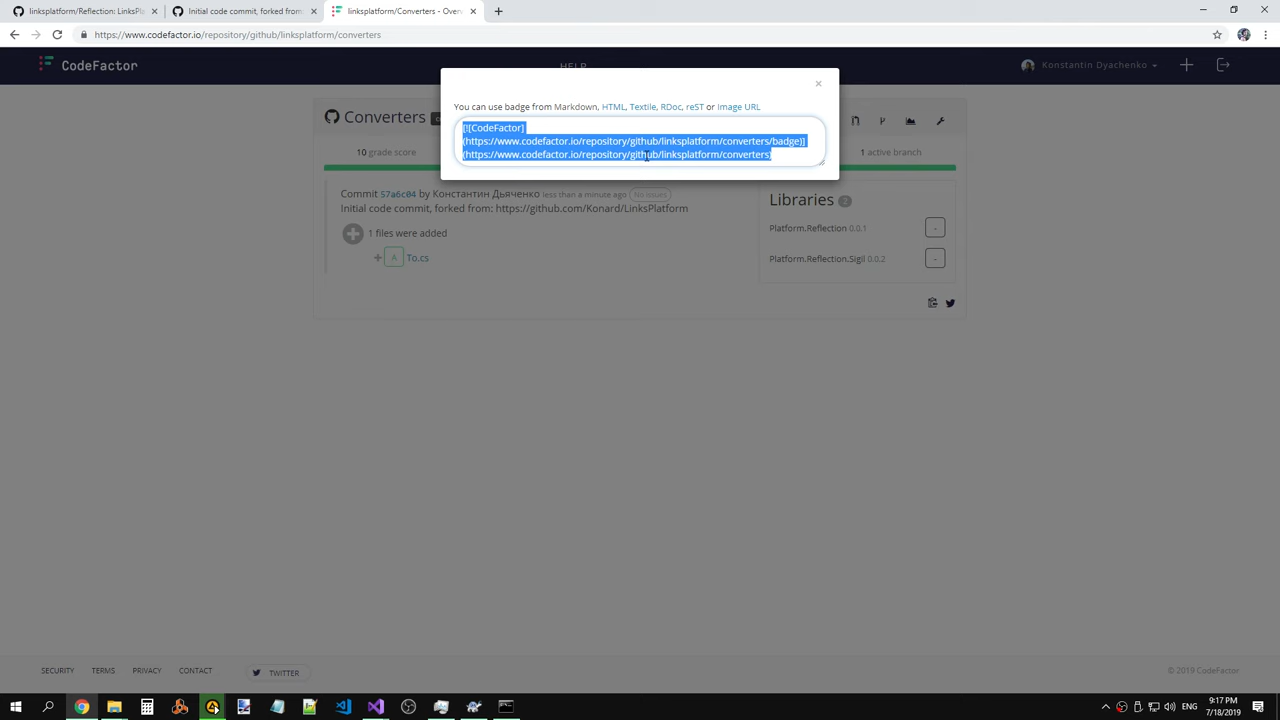 linksplatform/Reflection: LinksPl
Initial code commit, forked from:
linksplatform/Converters - Overv
https://www.codefactor.io/repository/github/linksplatform/converters
CodeFactor
HELP
Konstantin Dyachenko
You can use badge from Markdown, HTML, Textile, RDoc, reST or Image URL
[![CodeFactor]
(https://www.codefactor.io/repository/github/linksplatform/converters/badge)]
(https://www.codefactor.io/repository/github/linksplatform/converters)
Converters
10 grade score
1 active branch
Commit 57a6c04 by Константин Дьяченко less than a minute ago No issues
Initial code commit, forked from: https://github.com/Konard/LinksPlatform
1 files were added
A To.cs
Libraries 2
Platform.Reflection 0.0.1
Platform.Reflection.Sigil 0.0.2
SECURITY TERMS PRIVACY CONTACT TWITTER
© 2019 CodeFactor
ENG
9:17 PM
7/18/2019